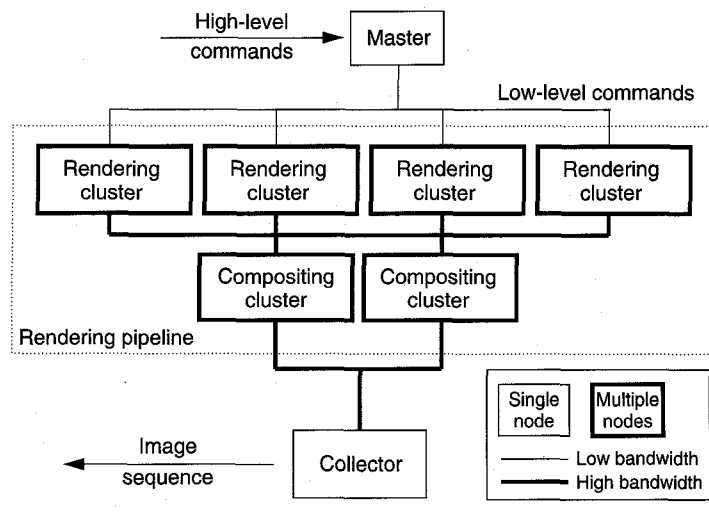 High-level
commands
Master
Low-level commands
Rendering
cluster
Rendering
cluster
Rendering
cluster
Rendering
cluster
Compositing
cluster
Compositing
cluster
Rendering pipeline
Single
node
Multiple
nodes
Low bandwidth
High bandwidth
Image
sequence
Collector